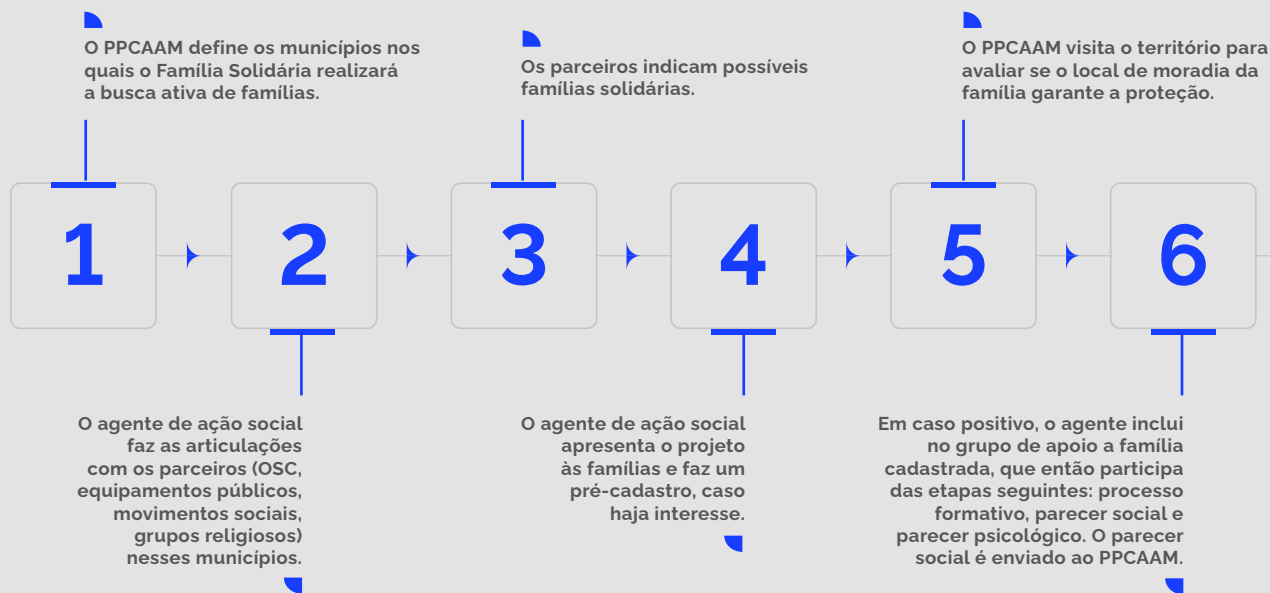 O PPCAAM define os municípios nos
quais o Família Solidária realizará
a busca ativa de famílias.
Os parceiros indicam possíveis
famílias solidárias.
O PPCAAM visita o território para
avaliar se o local de moradia da
família garante a proteção.
1
2
3
4
5
6
O agente de ação social
faz as articulações
com os parceiros (OSC,
equipamentos públicos,
movimentos sociais,
grupos religiosos)
nesses municípios.
O agente de ação social
apresenta o projeto
às famílias e faz um
pré-cadastro, caso
haja interesse.
Em caso positivo, o agente inclui
no grupo de apoio a família
cadastrada, que então participa
das etapas seguintes: processo
formativo, parecer social e
parecer psicológico. O parecer
social é enviado ao PPCAAM.